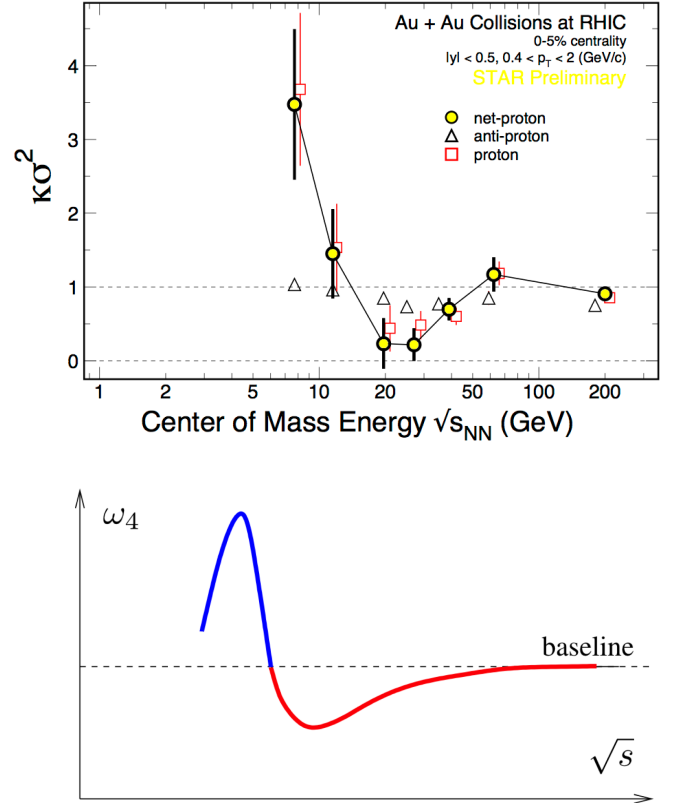 Au + Au Collisions at RHIC
0-5% centrality
|y| < 0.5, 0.4 < p_T < 2 (GeV/c)
STAR Preliminary
net-proton
anti-proton
proton
κσ²
4
3
2
1
0
1 2 5 10 20 50 100 200
Center of Mass Energy √s_NN (GeV)
ω₄
baseline
√s